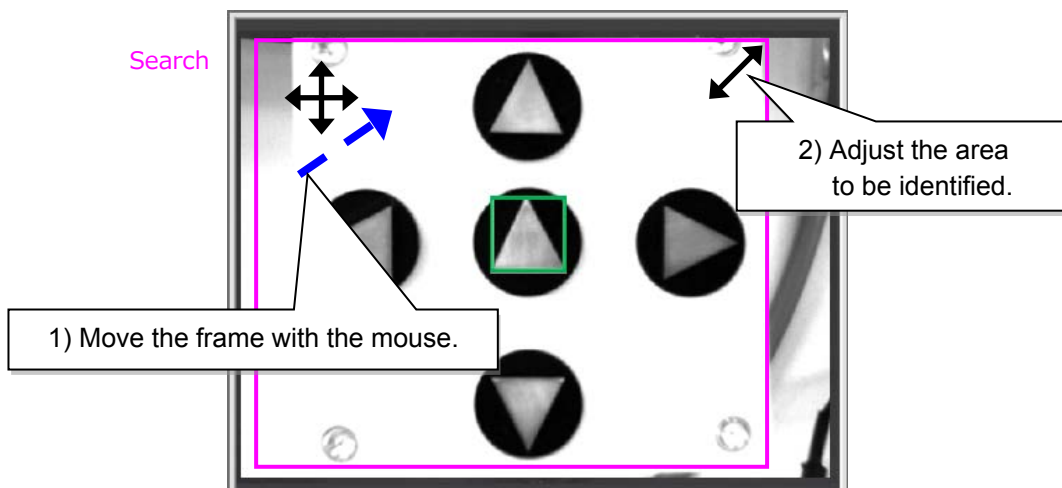 Search
2) Adjust the area
to be identified.
1) Move the frame with the mouse.